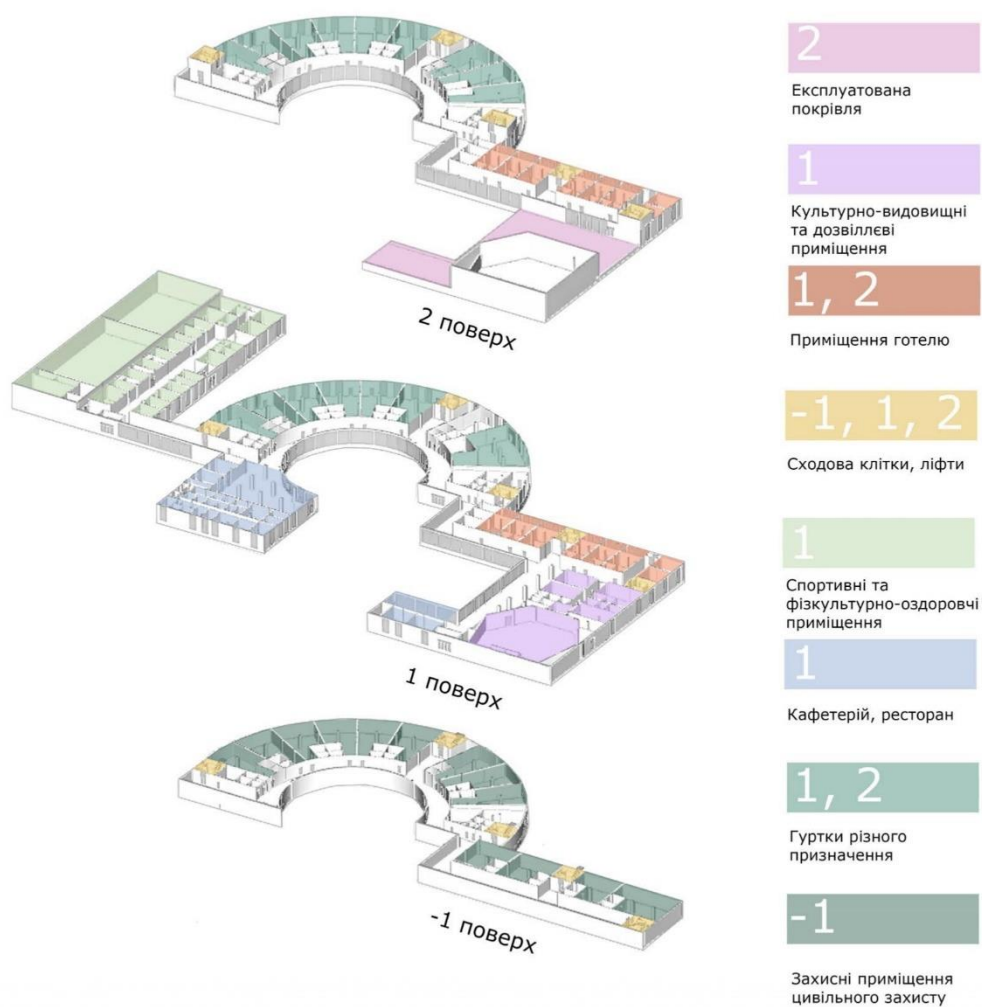 2 поверх
1 поверх
-1 поверх
2
Експлуатована
покрівля
1
Культурно-видовищні
та дозвіллєві
приміщення
1, 2
Приміщення готелю
-1, 1, 2
Сходова клітки, ліфти
1
Спортивні та
фізкультурно-оздоровчі
приміщення
1
Кафетерій, ресторан
1, 2
Гуртки різного
призначення
-1
Захисні приміщення
цивільного захисту